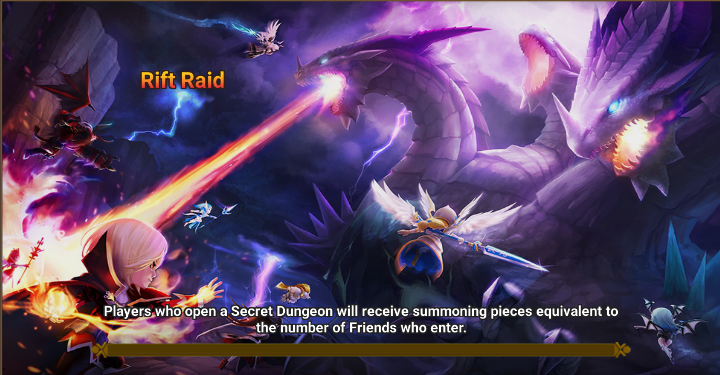 Rift Raid
Players who open a Secret Dungeon will receive summoning pieces equivalent to
the number of Friends who enter.